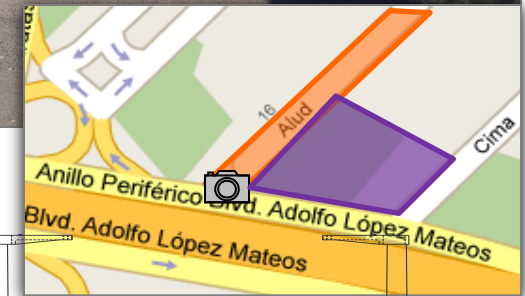 16
Alud
Cima
Anillo Periférico Blvd. Adolfo López Mateos
Blvd. Adolfo López Mateos